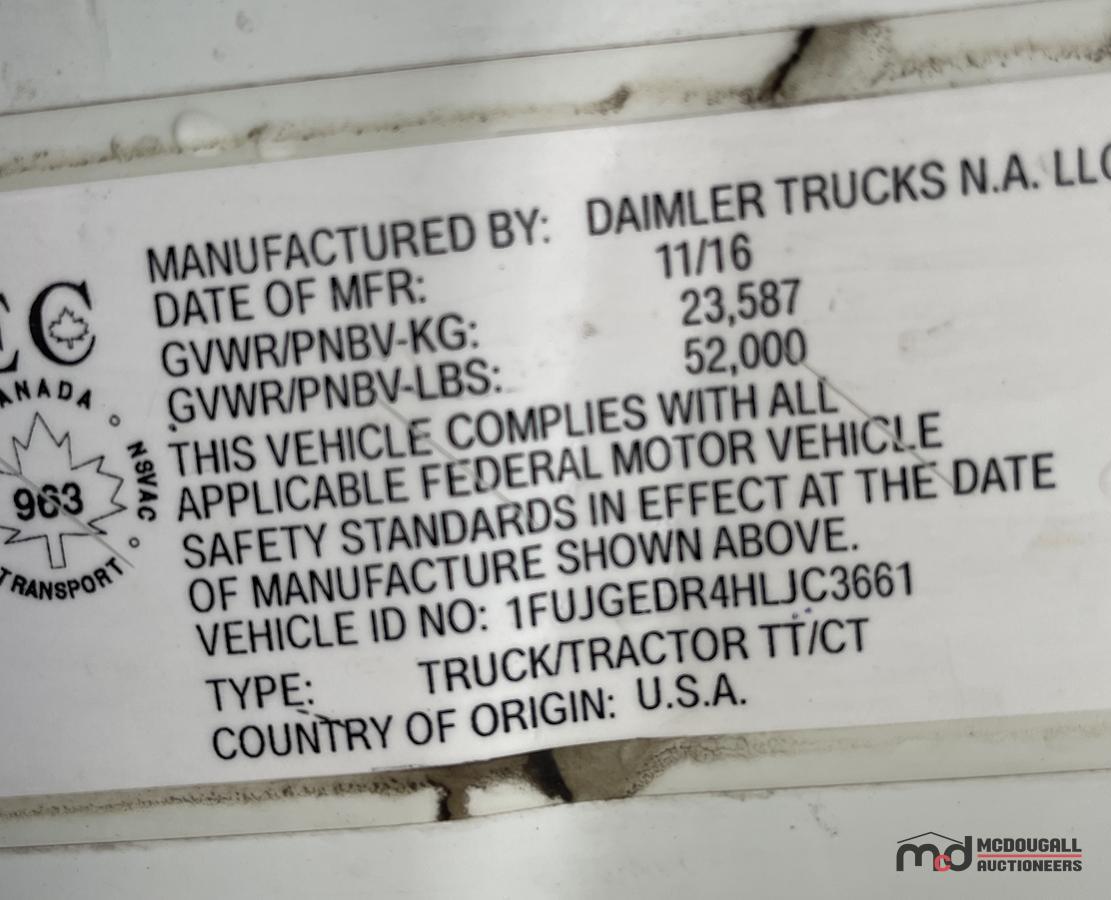 MANUFACTURED BY: DAIMLER TRUCKS N.A. LLC
DATE OF MFR: 11/16
GVWR/PNBV-KG: 23,587
GVWR/PNBV-LBS: 52,000
THIS VEHICLE COMPLIES WITH ALL
APPLICABLE FEDERAL MOTOR VEHICLE
SAFETY STANDARDS IN EFFECT AT THE DATE
OF MANUFACTURE SHOWN ABOVE.
VEHICLE ID NO: 1FUJGEDR4HLJC3661
TYPE: TRUCK/TRACTOR TT/CT
COUNTRY OF ORIGIN: U.S.A.
EC
ANADA
NSVAC
963
TRANSPORT
mcd MCDOUGALL
AUCTIONEERS